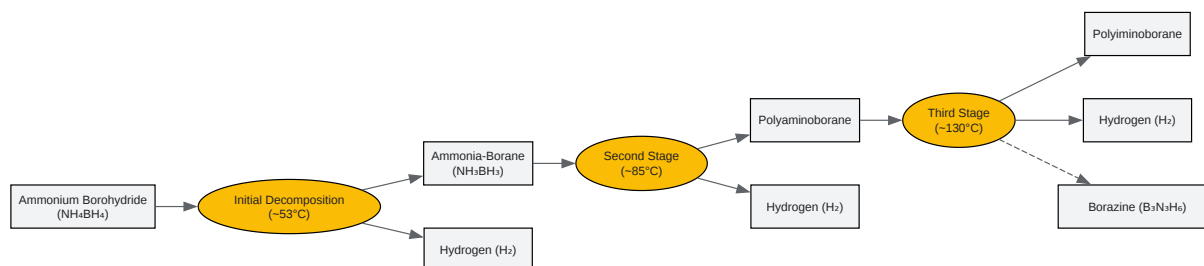 Ammonium Borohydride
(NH₄BH₄)
Initial Decomposition
(~53°C)
Ammonia-Borane
(NH₃BH₃)
Hydrogen (H₂)
Second Stage
(~85°C)
Polyaminoborane
Hydrogen (H₂)
Third Stage
(~130°C)
Polyiminoborane
Hydrogen (H₂)
Borazine (B₃N₃H₆)